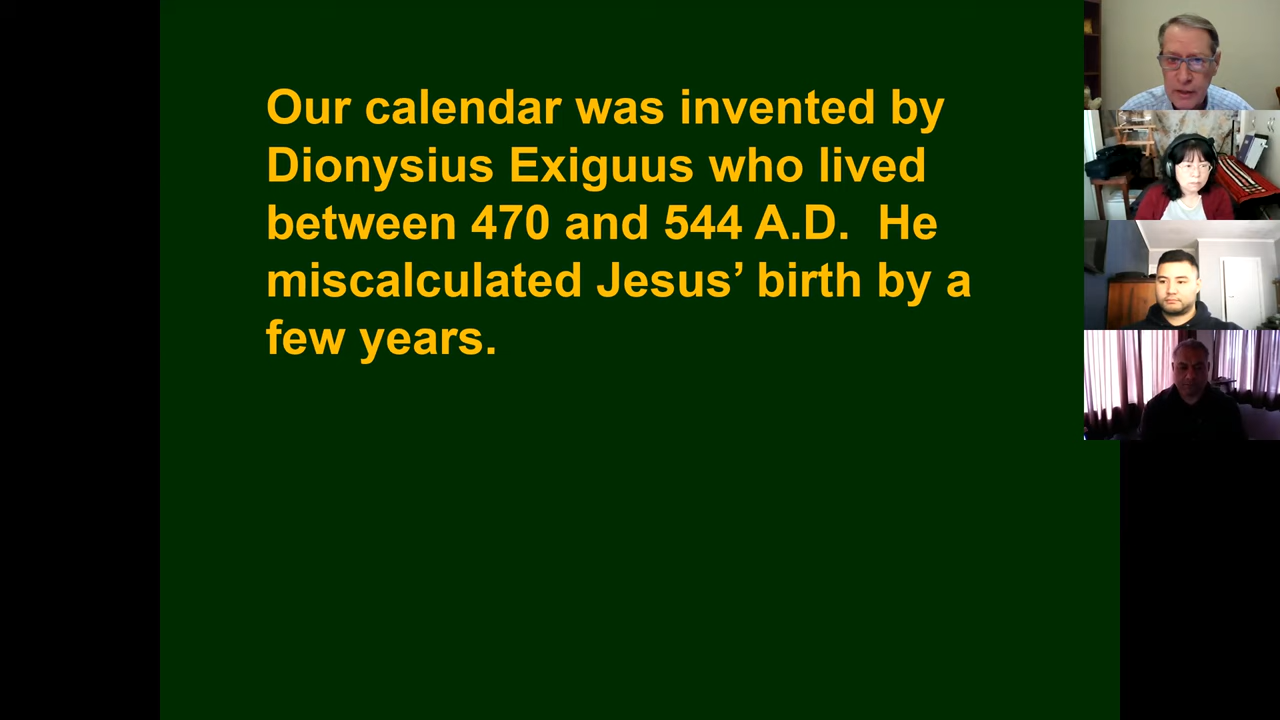 Our calendar was invented by
Dionysius Exiguus who lived
between 470 and 544 A.D.  He
miscalculated Jesus’ birth by a
few years.